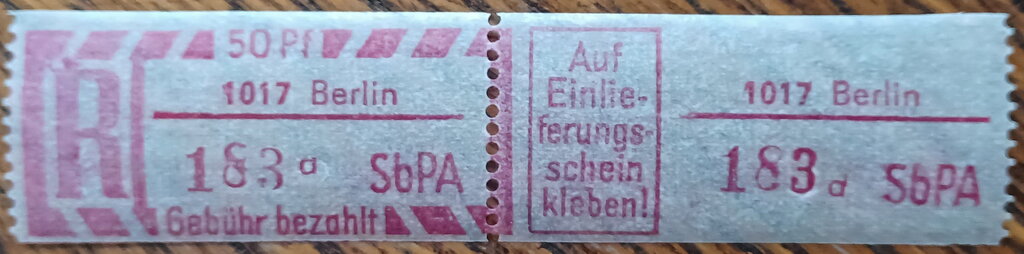 50 Pf
R
1017 Berlin
183 a SbPA
Gebühr bezahlt
Auf
Einlie-
ferungs-
schein
kleben!
1017 Berlin
183 a SbPA